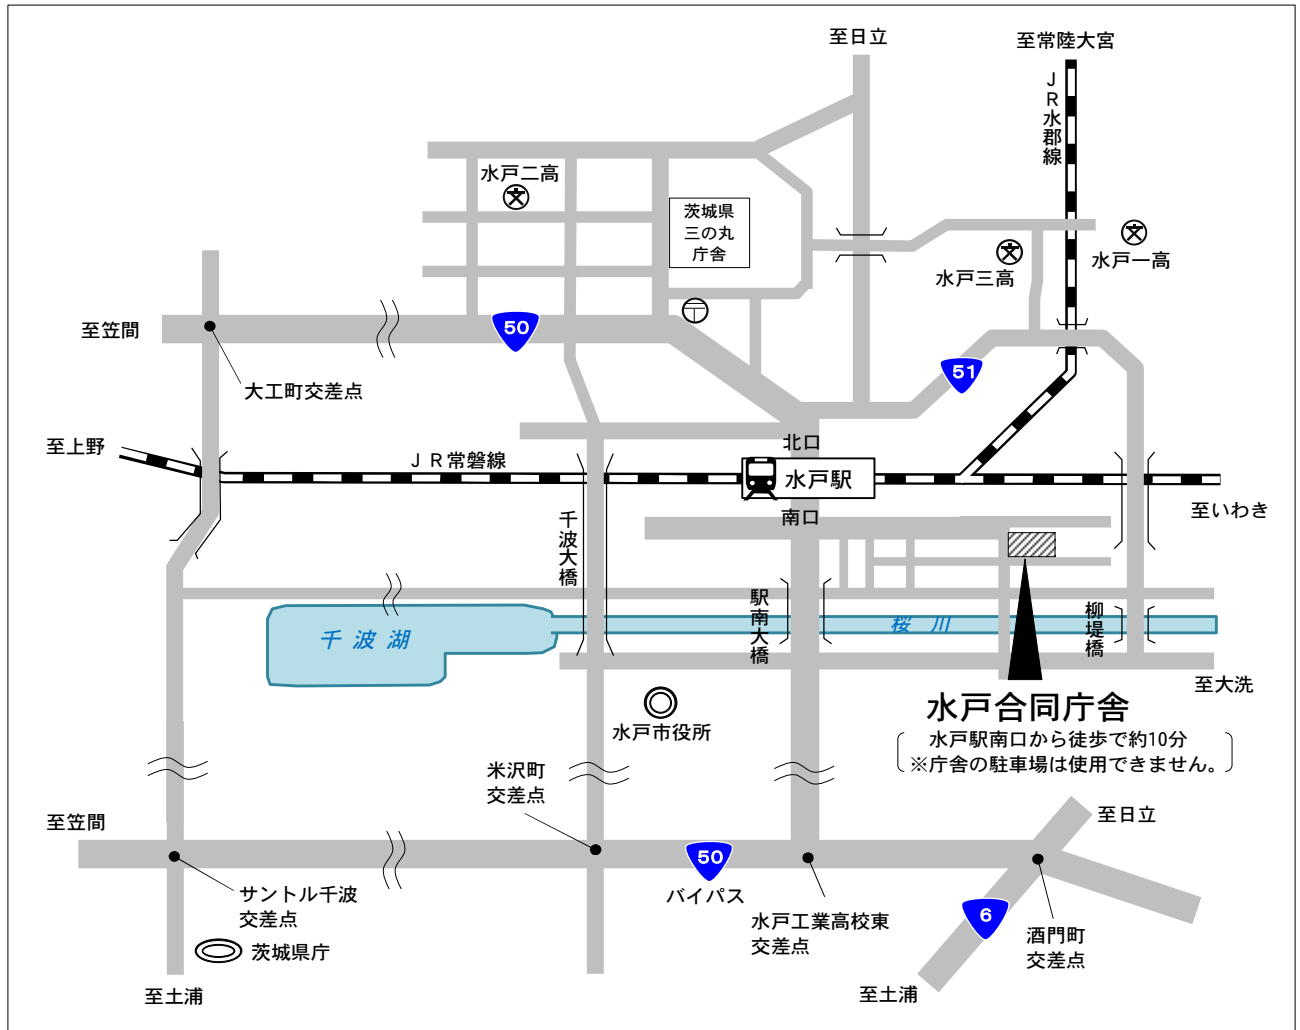 至日立
至常陸大宮
JR水郡線
水戸二高
茨城県
三の丸
庁舎
水戸三高
水戸一高
至笠間
50
51
大工町交差点
至上野
JR常磐線
北口
水戸駅
南口
至いわき
千波大橋
駅南大橋
柳堤橋
千波湖
桜川
至大洗
水戸市役所
水戸合同庁舎
水戸駅南口から徒歩で約10分
※庁舎の駐車場は使用できません。
米沢町
交差点
至笠間
至日立
50
バイパス
サントル千波
交差点
水戸工業高校東
交差点
6
酒門町
交差点
茨城県庁
至土浦
至土浦